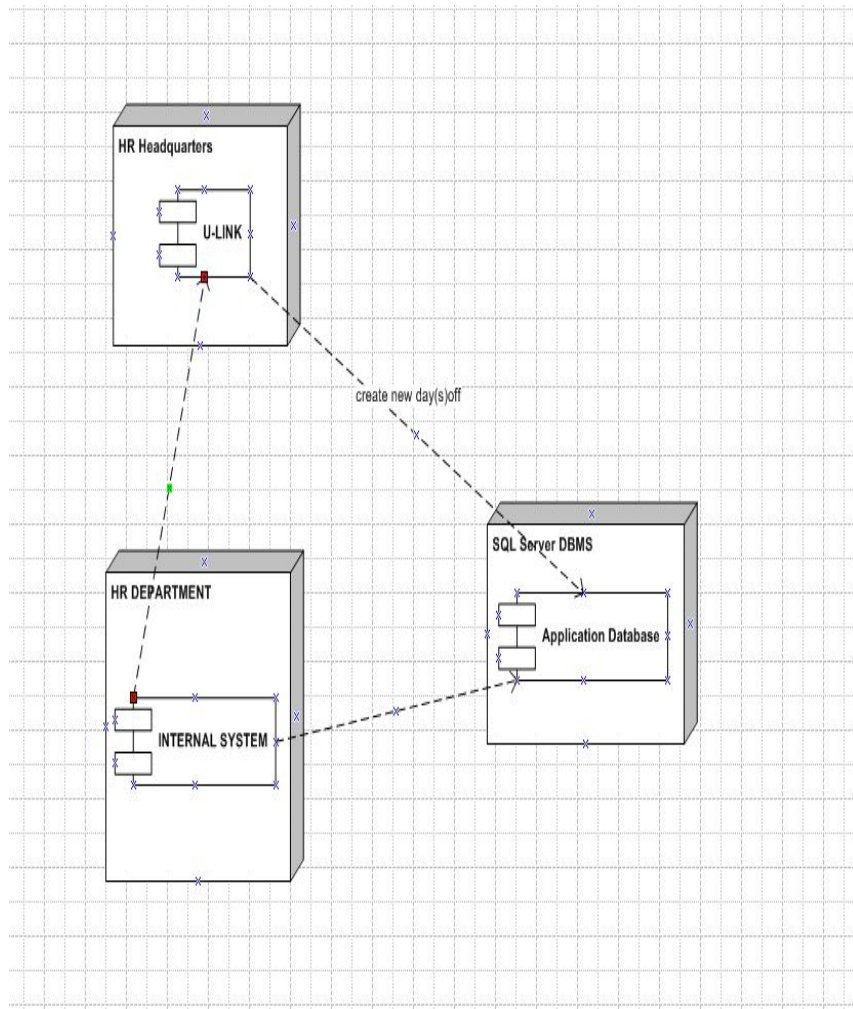 HR Headquarters
U-LINK
create new day(s)off
SQL Server DBMS
Application Database
HR DEPARTMENT
INTERNAL SYSTEM